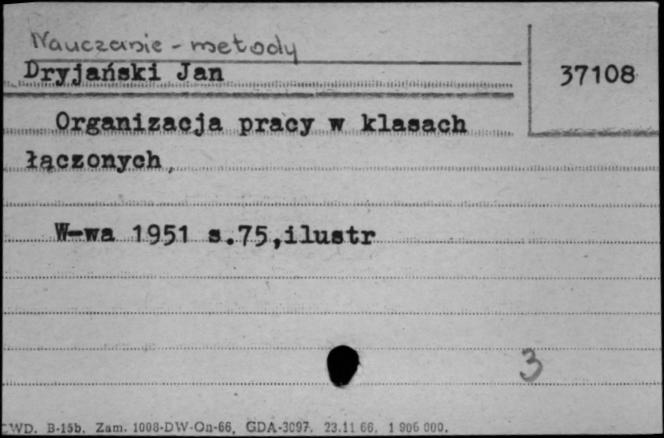 Nauczanie - metody
Dryjański Jan
37108
Organizacja pracy w klasach
łączonych,
W-wa 1951 s.75,ilustr
3
CWD. B-15b. Zam. 1008-DW-On-66, GDA-3097. 23.11 66. 1 906 000.